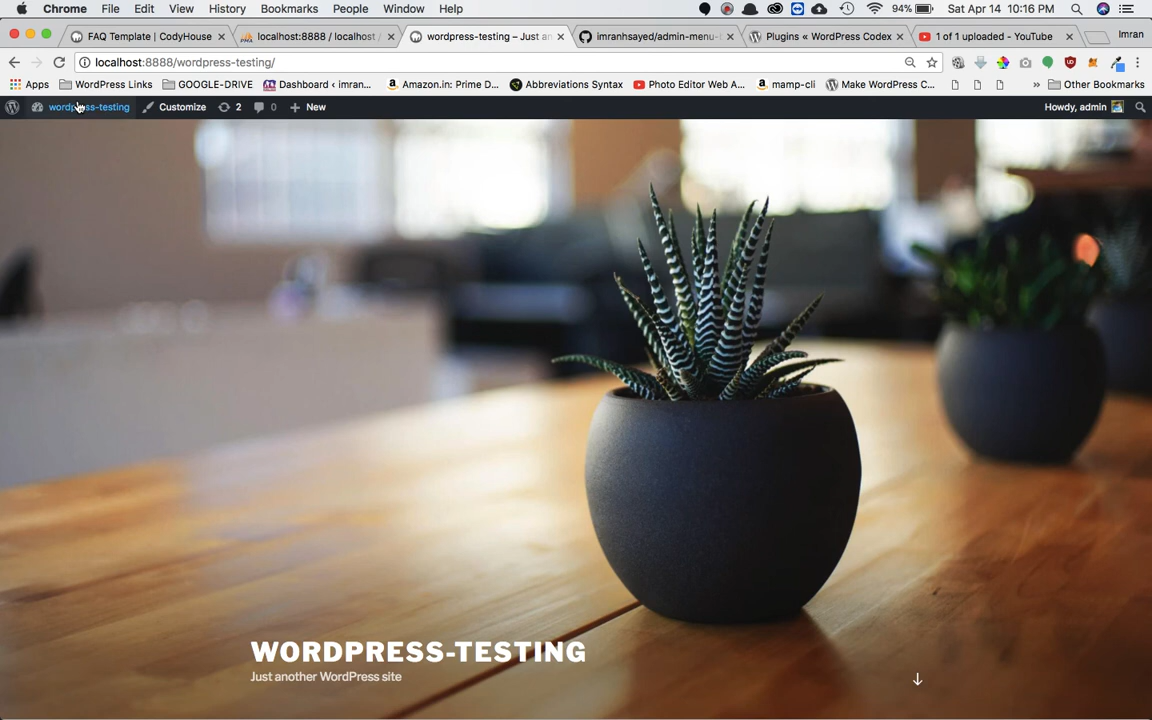 Chrome File Edit View History Bookmarks People Window Help 94% Sat Apr 14 10:16 PM
FAQ Template | CodyHouse localhost:8888 / localhost / wordpress-testing – Just an imranhsayed/admin-menu- Plugins « WordPress Codex 1 of 1 uploaded - YouTube Imran
localhost:8888/wordpress-testing/
Apps WordPress Links GOOGLE-DRIVE Dashboard ‹ imran... Amazon.in: Prime D... Abbreviations Syntax Photo Editor Web A... mamp-cli Make WordPress C... » Other Bookmarks
wordpress-testing Customize 2 0 New Howdy, admin
WORDPRESS-TESTING
Just another WordPress site